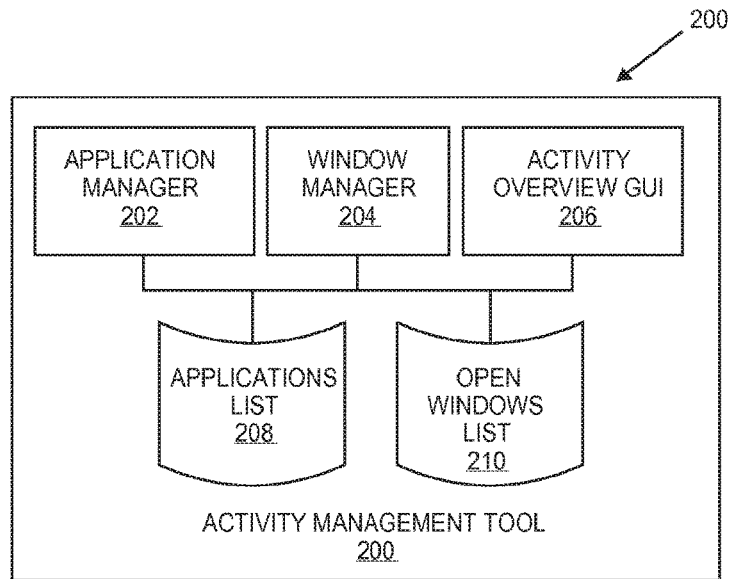 200
APPLICATION
MANAGER
202
WINDOW
MANAGER
204
ACTIVITY
OVERVIEW GUI
206
APPLICATIONS
LIST
208
OPEN
WINDOWS
LIST
210
ACTIVITY MANAGEMENT TOOL
200